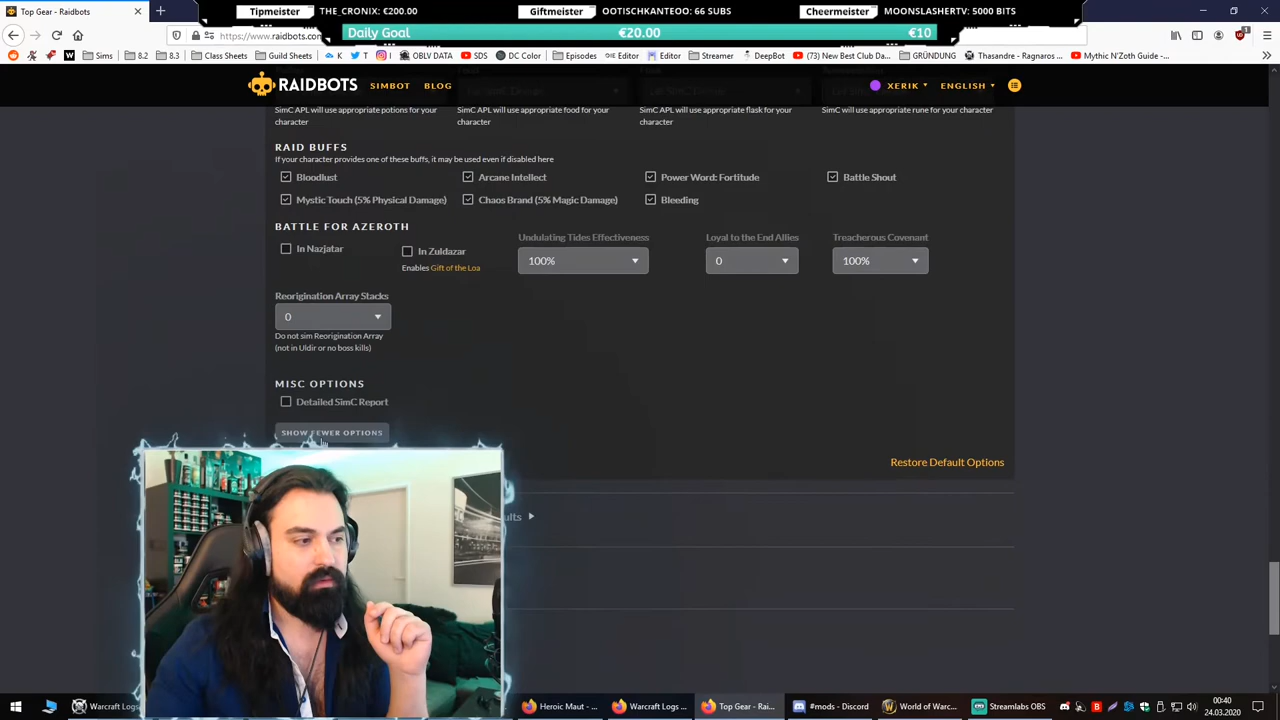 Top Gear - Raidbots
Tipmeister THE_CRONIX: €200.00 Giftmeister OOTISCHKANTEOO: 66 SUBS Cheermeister MOONSLASHERTV: 5000 BITS
https://www.raidbots.com
Daily Goal €20.00 €10
Sims 8.2 8.3 Class Sheets K T SDS OBLV DATA DC Color Episodes Editor Editor Streamer DeepBot (73) New Best Club Da... GRÜNDUNG Thasandre - Ragnaros ... Mythic N'Zoth Guide - ...
RAIDBOTS SIMBOT BLOG XERIK ENGLISH
SimC APL will use appropriate potions for your character
SimC APL will use appropriate food for your character
SimC APL will use appropriate flask for your character
SimC will use appropriate rune for your character
RAID BUFFS
If your character provides one of these buffs, it may be used even if disabled here
Bloodlust Arcane Intellect Power Word: Fortitude Battle Shout
Mystic Touch (5% Physical Damage) Chaos Brand (5% Magic Damage) Bleeding
BATTLE FOR AZEROTH
In Nazjatar
In Zuldazar
Enables Gift of the Loa
Undulating Tides Effectiveness
100%
Loyal to the End Allies
0
Treacherous Covenant
100%
Reorigination Array Stacks
0
Do not sim Reorigination Array
(not in Uldir or no boss kills)
MISC OPTIONS
Detailed SimC Report
SHOW FEWER OPTIONS
Restore Default Options
ults
Warcraft Logs Heroic Maut - ... Warcraft Logs ... Top Gear - Rai... #mods - Discord World of Warc... Streamlabs OBS
00:40
24.03.2020